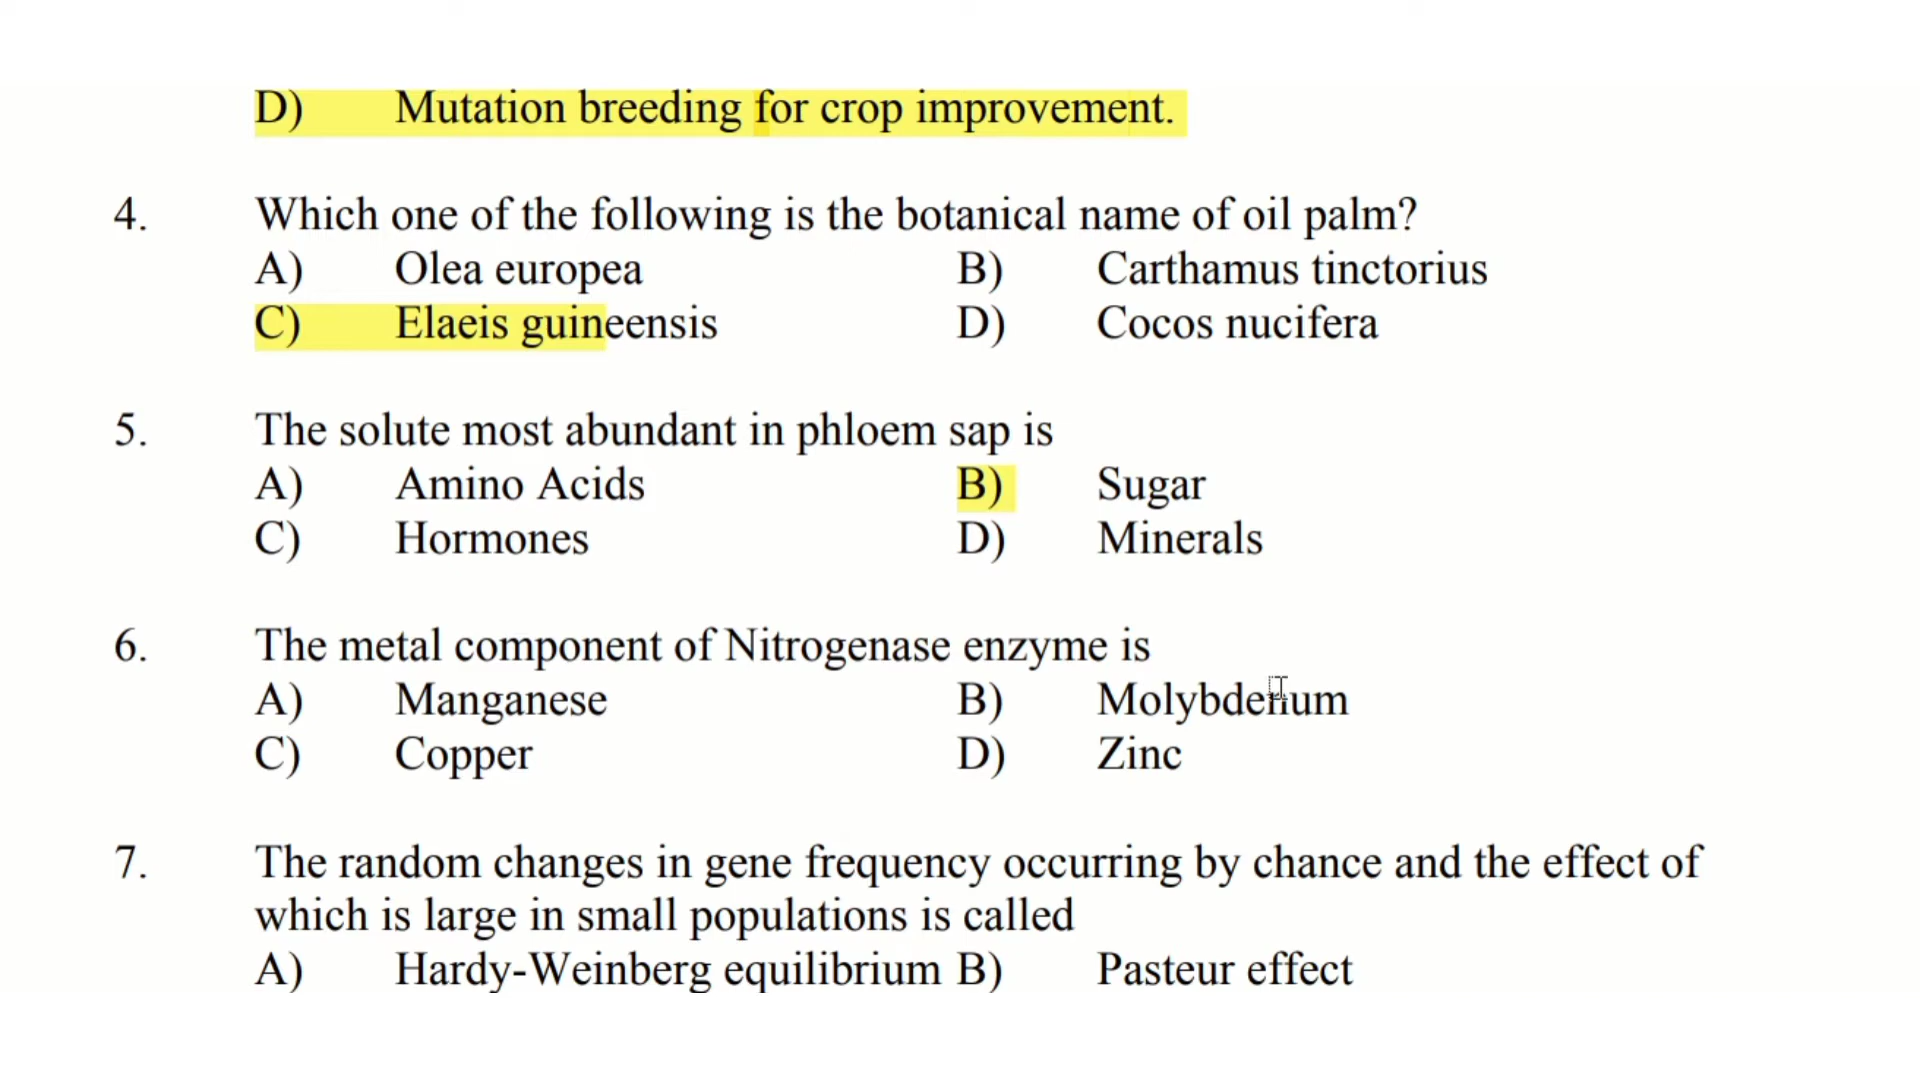 D) Mutation breeding for crop improvement.
4. Which one of the following is the botanical name of oil palm?
A) Olea europea B) Carthamus tinctorius
C) Elaeis guineensis D) Cocos nucifera
5. The solute most abundant in phloem sap is
A) Amino Acids B) Sugar
C) Hormones D) Minerals
6. The metal component of Nitrogenase enzyme is
A) Manganese B) Molybdenum
C) Copper D) Zinc
7. The random changes in gene frequency occurring by chance and the effect of
which is large in small populations is called
A) Hardy-Weinberg equilibrium B) Pasteur effect